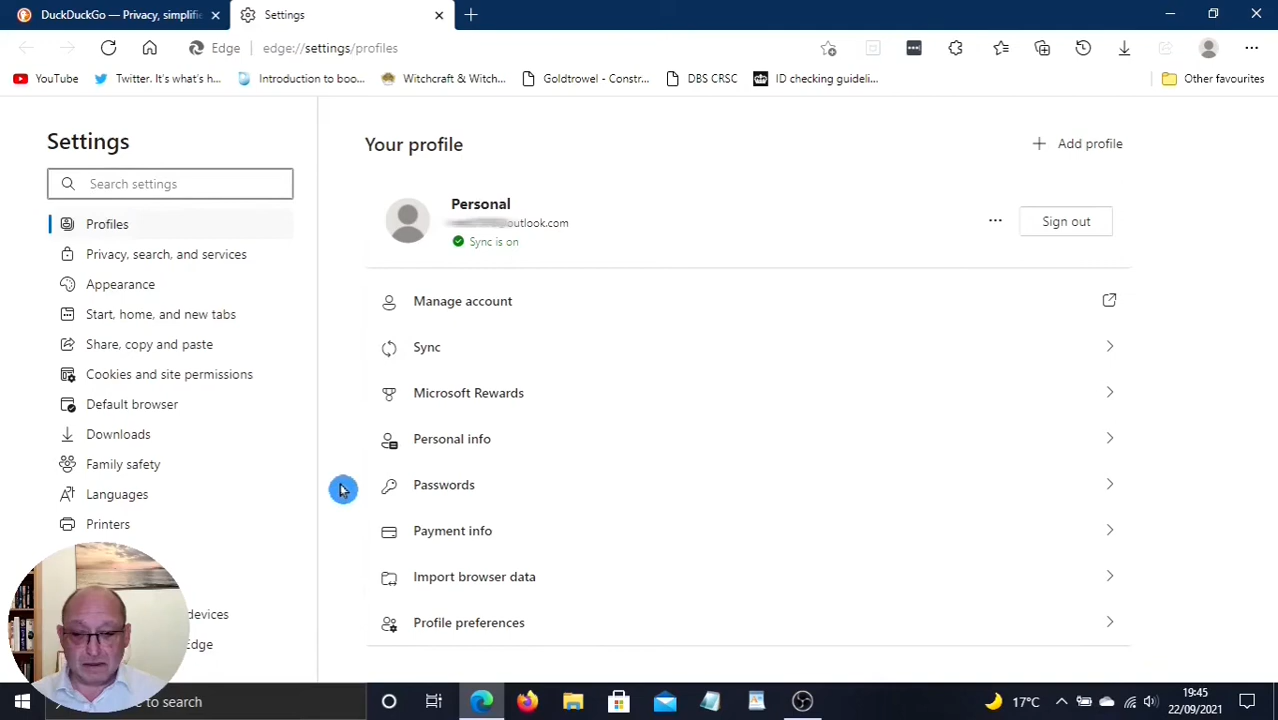 DuckDuckGo — Privacy, simplifi
Settings
Edge
edge://settings/profiles
YouTube
Twitter. It's what's h...
Introduction to boo...
Witchcraft & Witch...
Goldtrowel - Constr...
DBS CRSC
ID checking guideli...
Other favourites
Settings
Search settings
Profiles
Privacy, search, and services
Appearance
Start, home, and new tabs
Share, copy and paste
Cookies and site permissions
Default browser
Downloads
Family safety
Languages
Printers
devices
Edge
Your profile
Add profile
Personal
outlook.com
Sync is on
Sign out
Manage account
Sync
Microsoft Rewards
Personal info
Passwords
Payment info
Import browser data
Profile preferences
to search
17°C
19:45
22/09/2021